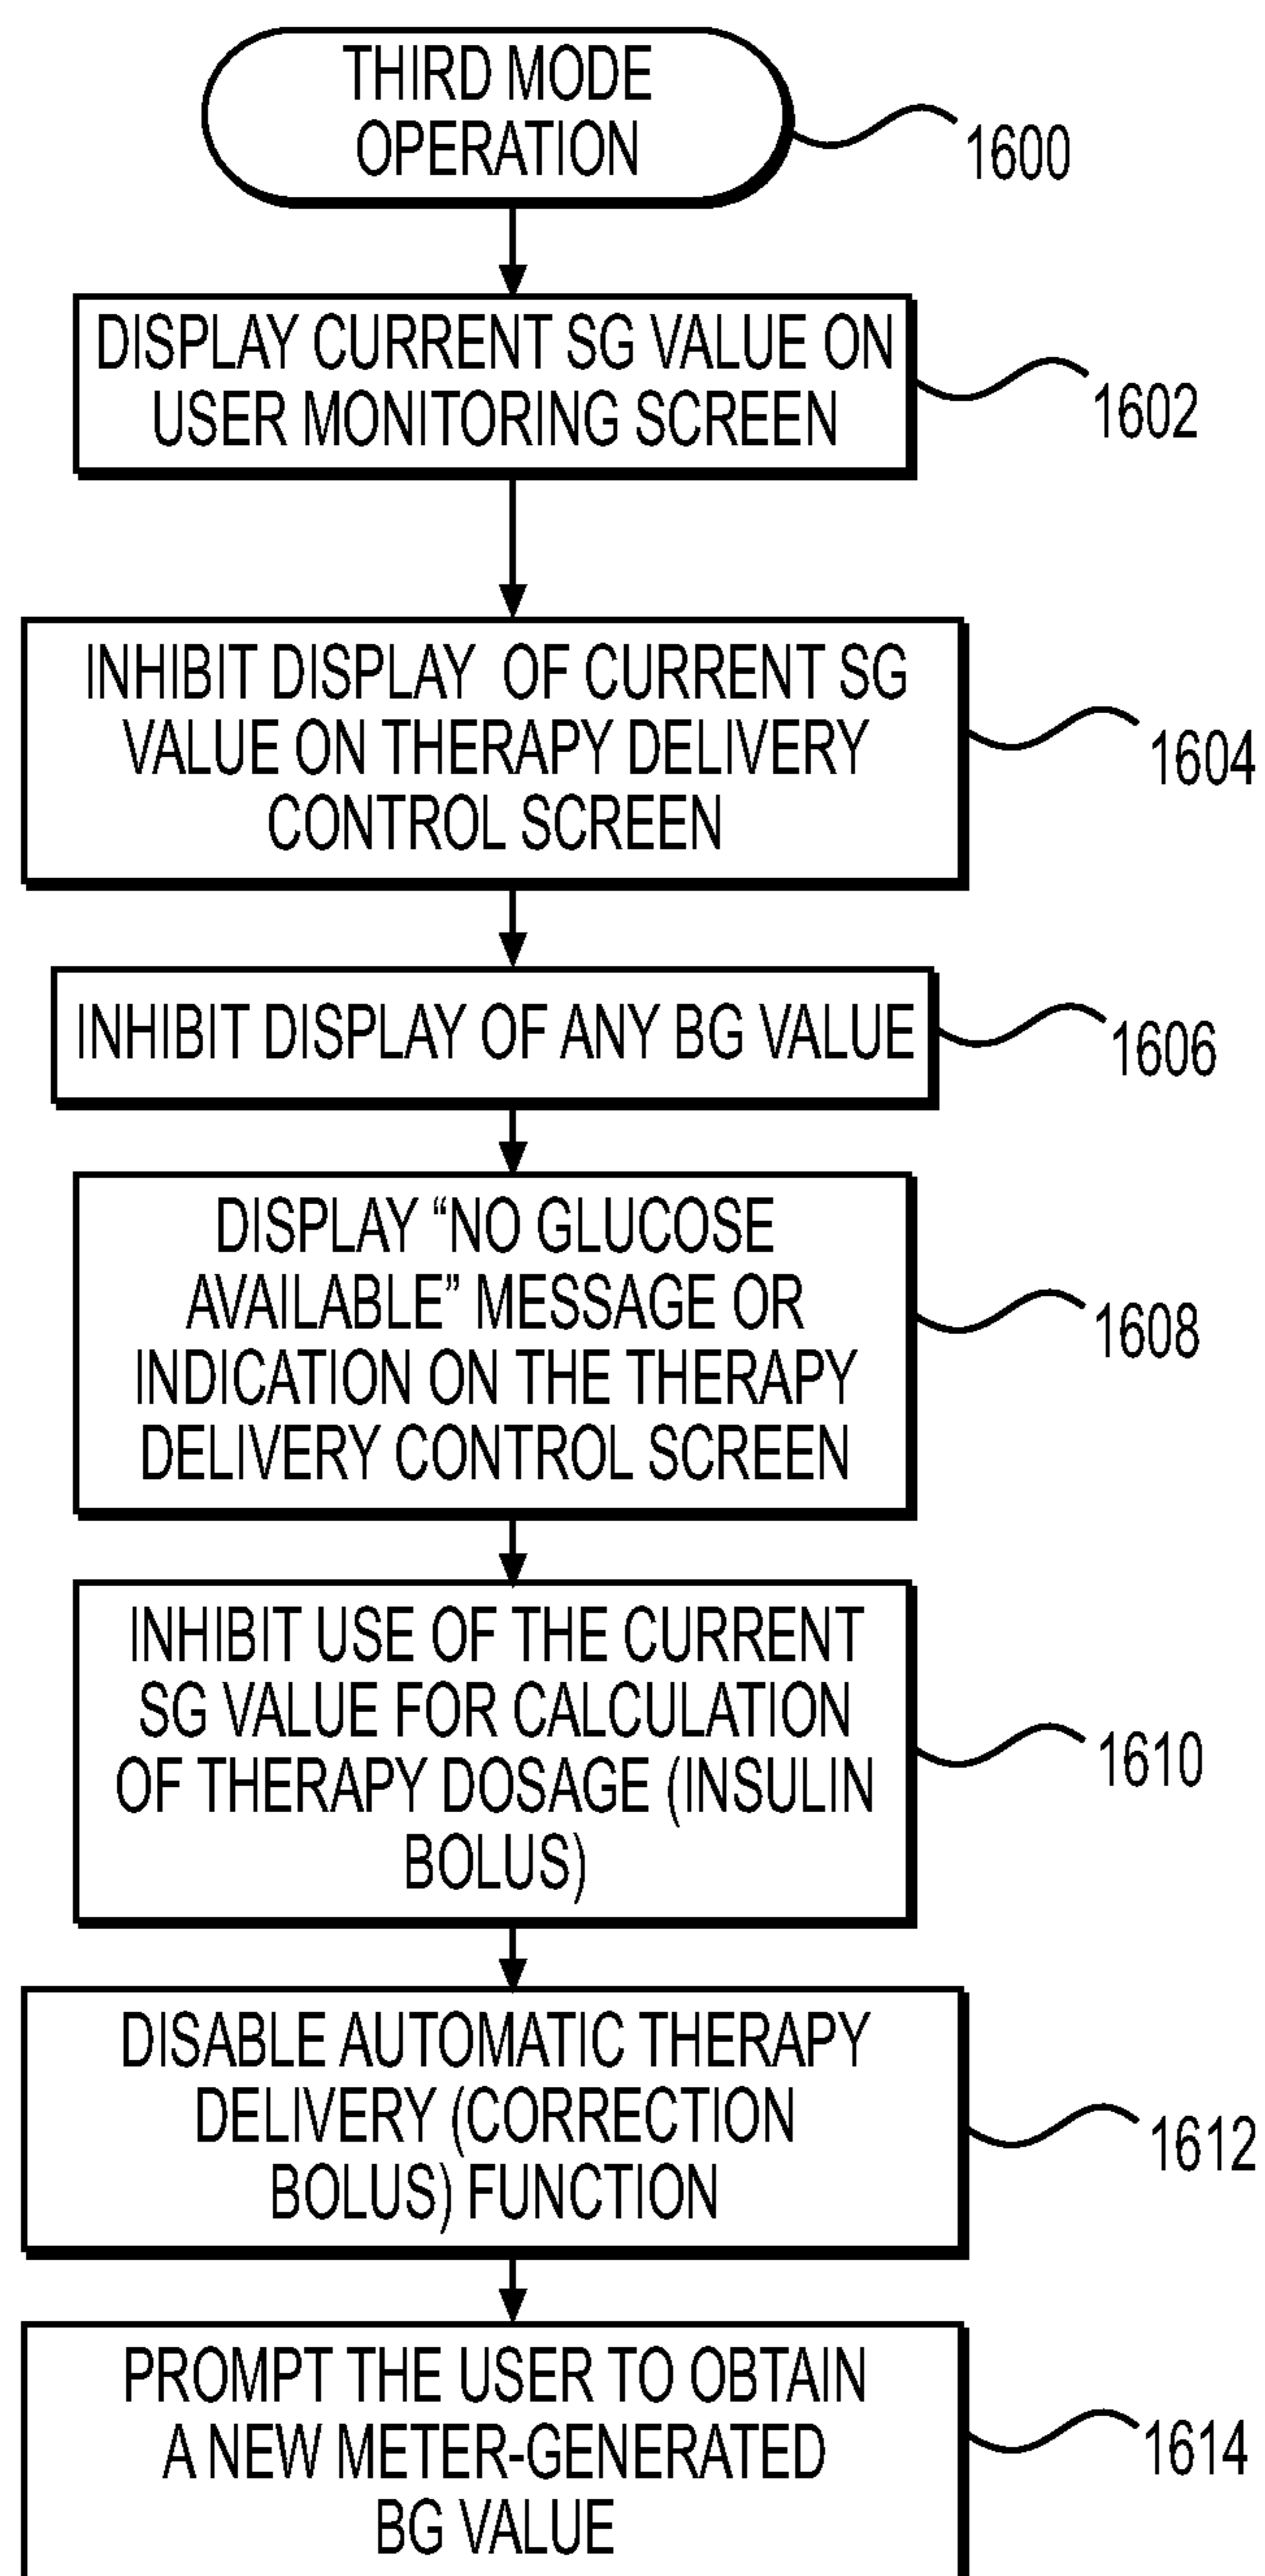 THIRD MODE
OPERATION
1600
DISPLAY CURRENT SG VALUE ON
USER MONITORING SCREEN
1602
INHIBIT DISPLAY OF CURRENT SG
VALUE ON THERAPY DELIVERY
CONTROL SCREEN
1604
INHIBIT DISPLAY OF ANY BG VALUE
1606
DISPLAY “NO GLUCOSE
AVAILABLE” MESSAGE OR
INDICATION ON THE THERAPY
DELIVERY CONTROL SCREEN
1608
INHIBIT USE OF THE CURRENT
SG VALUE FOR CALCULATION
OF THERAPY DOSAGE (INSULIN
BOLUS)
1610
DISABLE AUTOMATIC THERAPY
DELIVERY (CORRECTION
BOLUS) FUNCTION
1612
PROMPT THE USER TO OBTAIN
A NEW METER-GENERATED
BG VALUE
1614